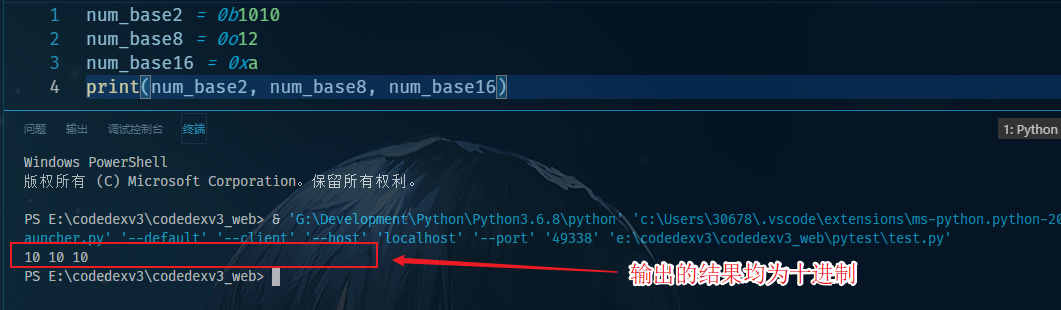 1 num_base2 = 0b1010
2 num_base8 = 0o12
3 num_base16 = 0xa
4 print(num_base2, num_base8, num_base16)
问题 输出 调试控制台 终端 1: Python
Windows PowerShell
版权所有 (C) Microsoft Corporation。保留所有权利。
PS E:\codedexv3\codedexv3_web> & 'G:\Development\Python\Python3.6.8\python' 'c:\Users\30678\.vscode\extensions\ms-python.python-20
auncher.py' '--default' '--client' '--host' 'localhost' '--port' '49338' 'e:\codedexv3\codedexv3_web\pytest\test.py'
10 10 10
输出的结果均为十进制
PS E:\codedexv3\codedexv3_web>